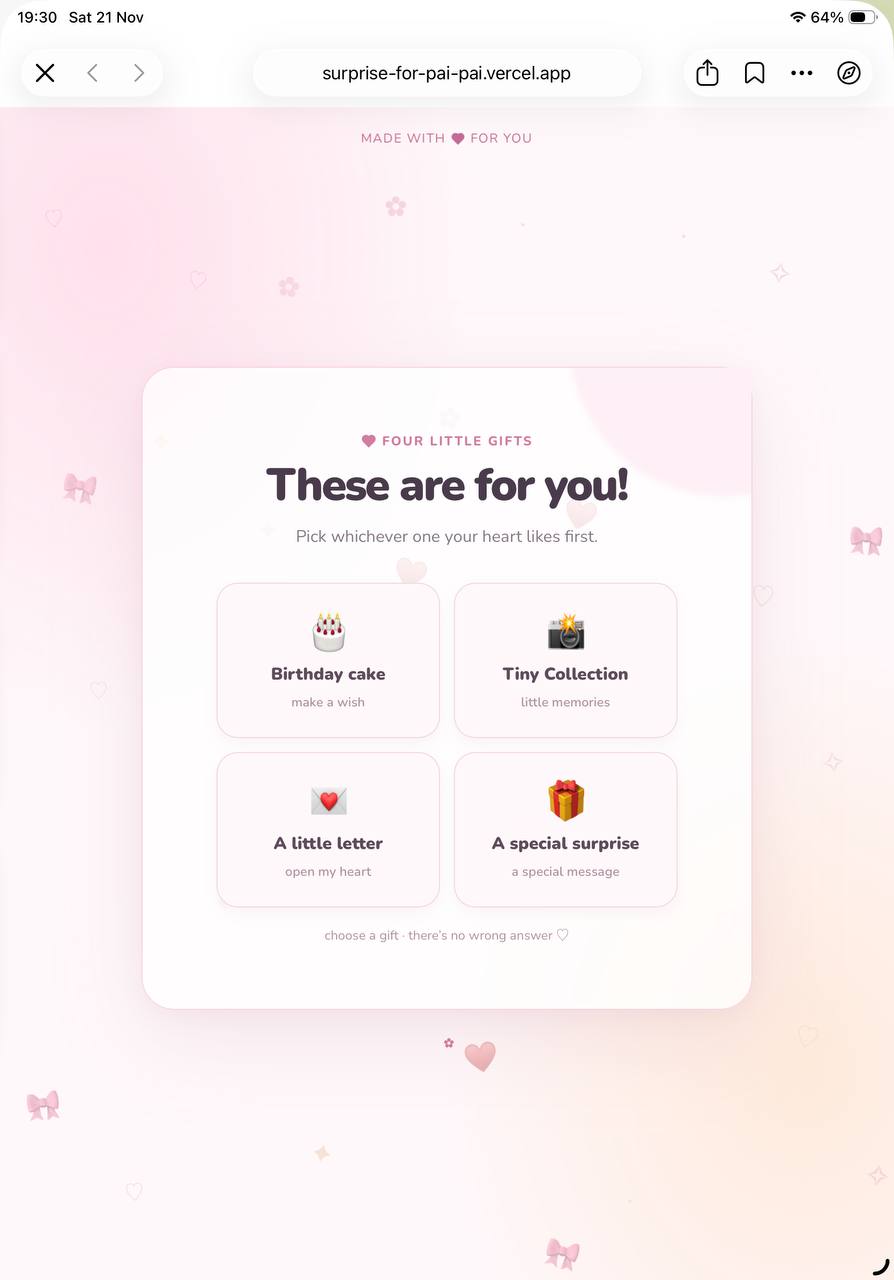 19:30 Sat 21 Nov 64%
surprise-for-pai-pai.vercel.app
MADE WITH ♥ FOR YOU
♥ FOUR LITTLE GIFTS
These are for you!
Pick whichever one your heart likes first.
Birthday cake
make a wish
Tiny Collection
little memories
A little letter
open my heart
A special surprise
a special message
choose a gift · there's no wrong answer ♡